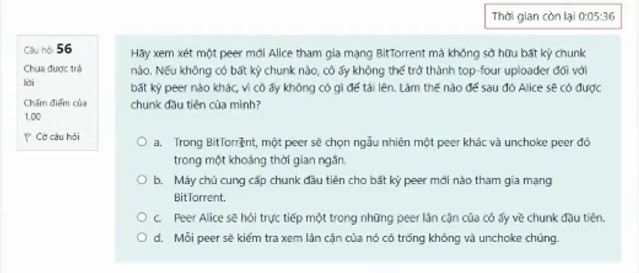 Thời gian còn lại 0:05:36
Câu hỏi 56
Chưa được trả
lời
Chấm điểm của
1,00
Cờ câu hỏi
Hãy xem xét một peer mới Alice tham gia mạng BitTorrent mà không sở hữu bất kỳ chunk
nào. Nếu không có bất kỳ chunk nào, cô ấy không thể trở thành top-four uploader đối với
bất kỳ peer nào khác, vì cô ấy không có gì để tải lên. Làm thế nào để sau đó Alice sẽ có được
chunk đầu tiên của mình?
a. Trong BitTorrent, một peer sẽ chọn ngẫu nhiên một peer khác và unchoke peer đó
trong một khoảng thời gian ngắn.
b. Máy chủ cung cấp chunk đầu tiên cho bất kỳ peer mới nào tham gia mạng
BitTorrent.
c. Peer Alice sẽ hỏi trực tiếp một trong những peer lân cận của cô ấy về chunk đầu tiên.
d. Mỗi peer sẽ kiểm tra xem lân cận của nó có trống không và unchoke chúng.